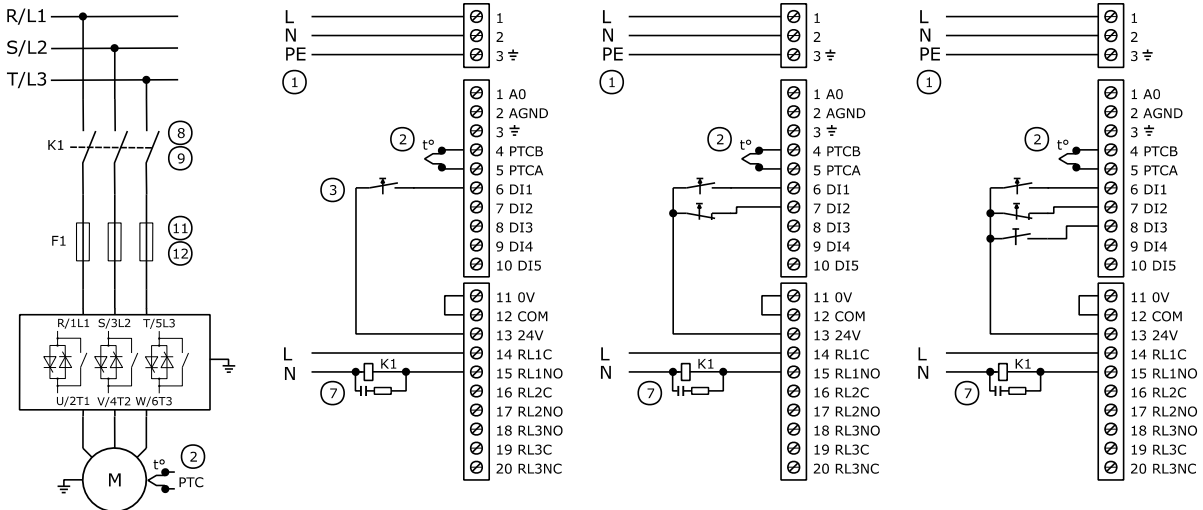 R/L1
S/L2
T/L3
K1
8
9
F1
11
12
R/1L1 S/3L2 T/5L3
U/2T1 V/4T2 W/6T3
M
t°
2
PTC
L
N
PE
1
1
2
3
1 A0
2 AGND
3
4 PTCB
5 PTCA
6 DI1
7 DI2
8 DI3
9 DI4
10 DI5
2
t°
3
11 0V
12 COM
13 24V
14 RL1C
15 RL1NO
16 RL2C
17 RL2NO
18 RL3NO
19 RL3C
20 RL3NC
L
N
K1
7
L
N
PE
1
1
2
3
1 A0
2 AGND
3
4 PTCB
5 PTCA
6 DI1
7 DI2
8 DI3
9 DI4
10 DI5
2
t°
11 0V
12 COM
13 24V
14 RL1C
15 RL1NO
16 RL2C
17 RL2NO
18 RL3NO
19 RL3C
20 RL3NC
L
N
K1
7
L
N
PE
1
1
2
3
1 A0
2 AGND
3
4 PTCB
5 PTCA
6 DI1
7 DI2
8 DI3
9 DI4
10 DI5
2
t°
11 0V
12 COM
13 24V
14 RL1C
15 RL1NO
16 RL2C
17 RL2NO
18 RL3NO
19 RL3C
20 RL3NC
L
N
K1
7